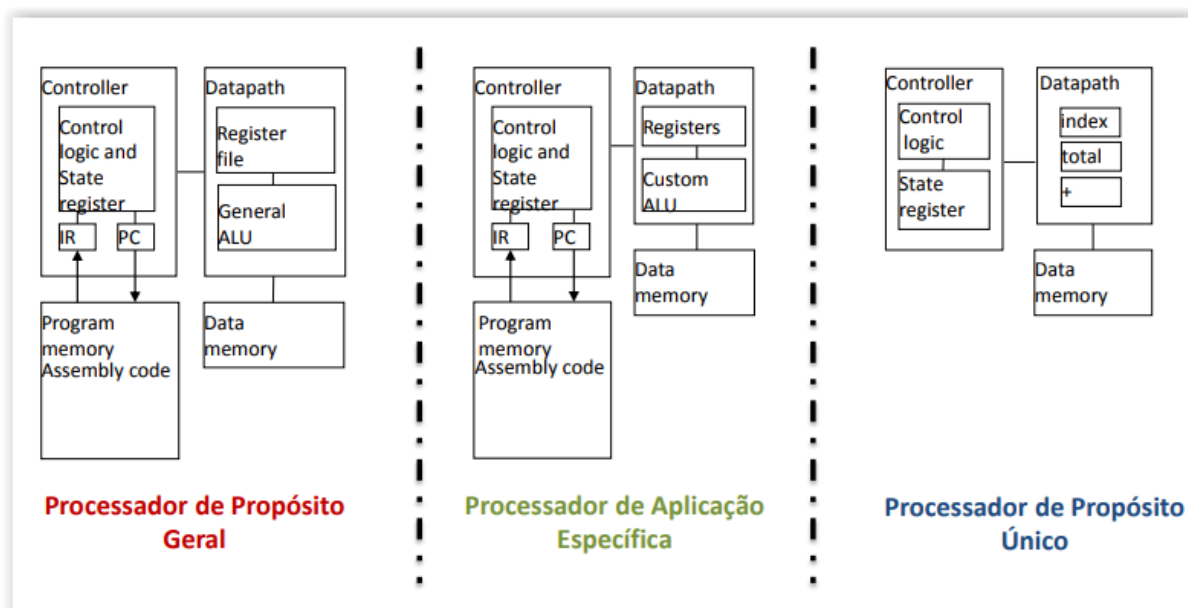 Controller
Control
logic and
State
register
IR
PC
Datapath
Register
file
General
ALU
Program
memory
Assembly code
Data
memory
Processador de Propósito
Geral
Controller
Control
logic and
State
register
IR
PC
Datapath
Registers
Custom
ALU
Data
memory
Program
memory
Assembly code
Processador de Aplicação
Específica
Controller
Control
logic
State
register
Datapath
index
total
+
Data
memory
Processador de Propósito
Único